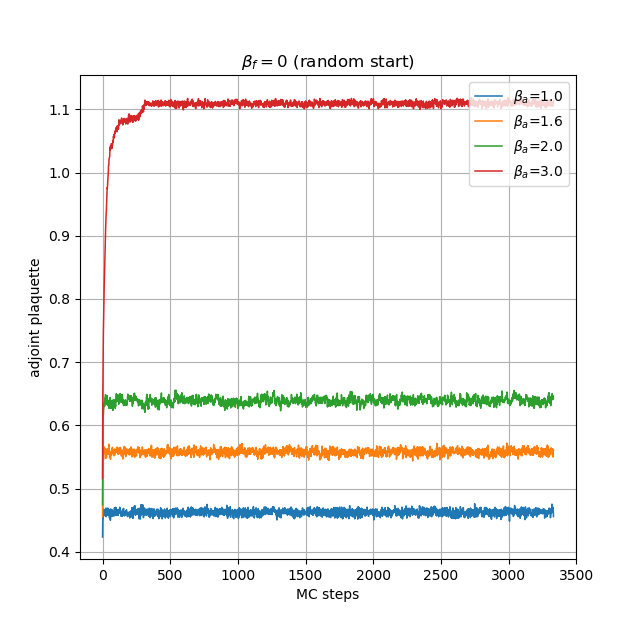 β_f = 0 (random start)
β_a=1.0
β_a=1.6
β_a=2.0
β_a=3.0
adjoint plaquette
1.1
1.0
0.9
0.8
0.7
0.6
0.5
0.4
0 500 1000 1500 2000 2500 3000 3500
MC steps